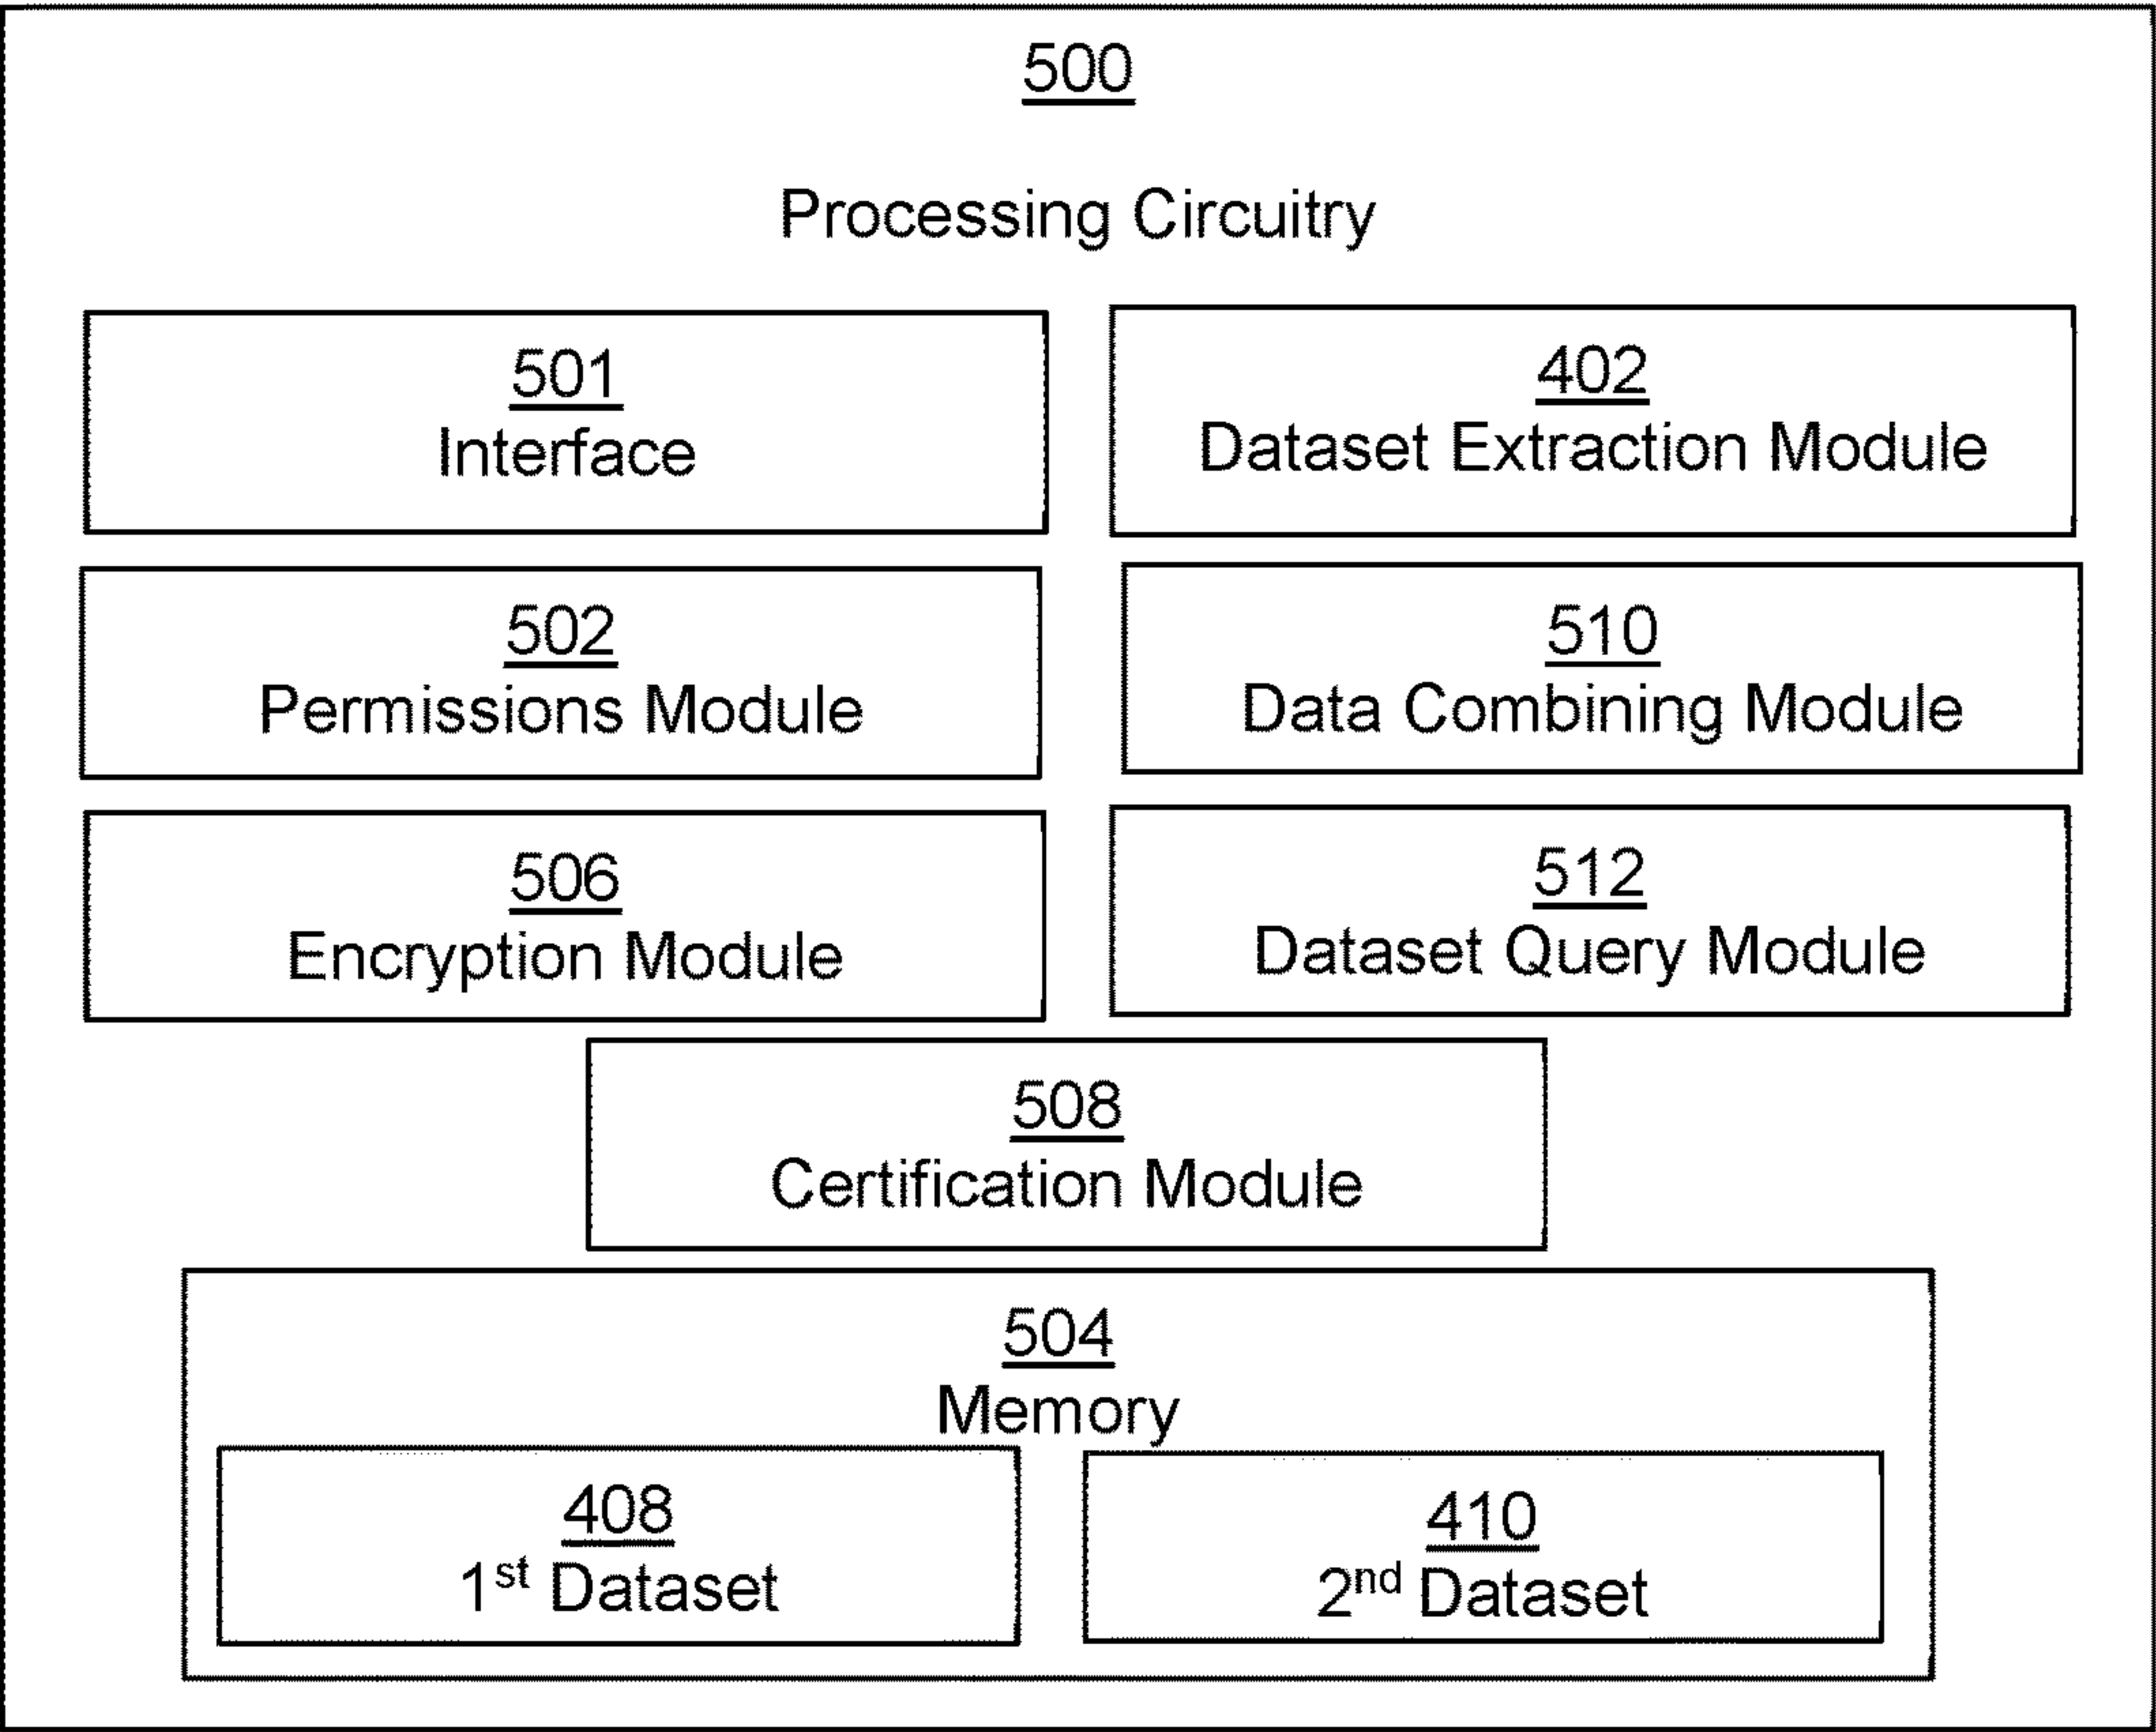 500
Processing Circuitry
501
Interface
402
Dataset Extraction Module
502
Permissions Module
510
Data Combining Module
506
Encryption Module
512
Dataset Query Module
508
Certification Module
504
Memory
408
1st Dataset
410
2nd Dataset